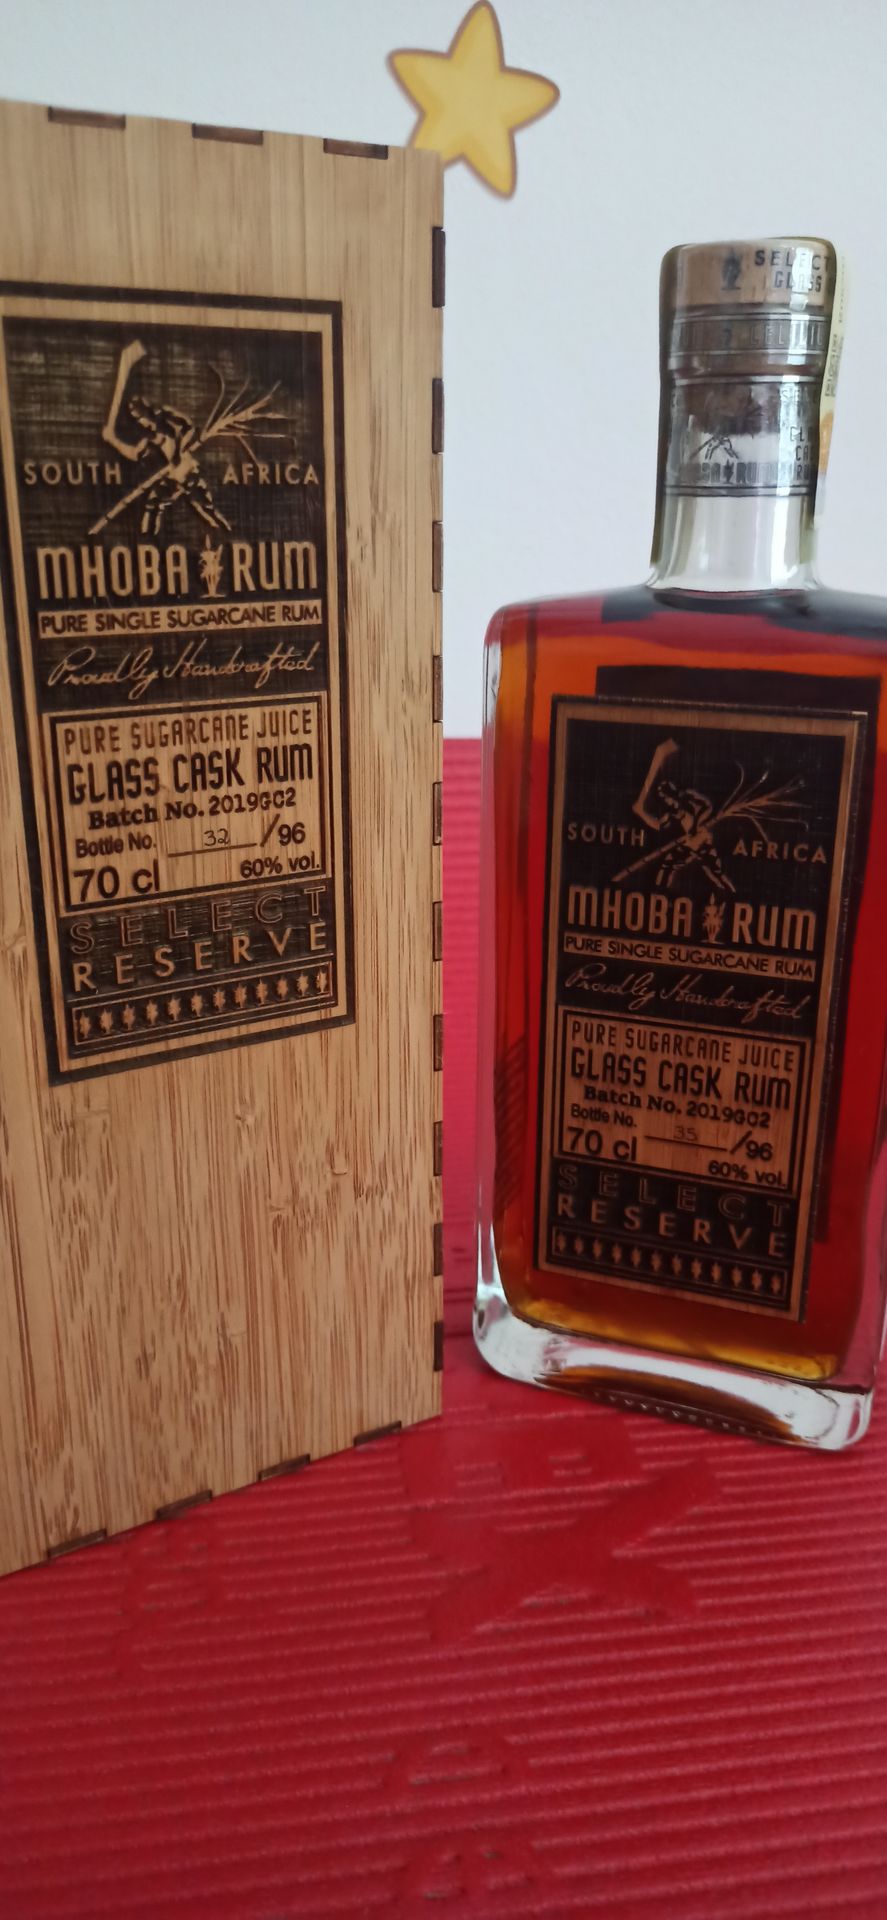 SOUTH AFRICA
MHOBA RUM
PURE SINGLE SUGARCANE RUM
Proudly Handcrafted
PURE SUGARCANE JUICE
GLASS CASK RUM
Batch No. 2019GC2
Bottle No. 32 /96
70 cl 60% vol.
SELECT
RESERVE
SELECT
GLASS
SOUTH AFRICA
MHOBA RUM
PURE SINGLE SUGARCANE RUM
Proudly Handcrafted
PURE SUGARCANE JUICE
GLASS CASK RUM
Batch No. 2019GC2
Bottle No. 35 /96
70 cl 60% vol.
SELECT
RESERVE